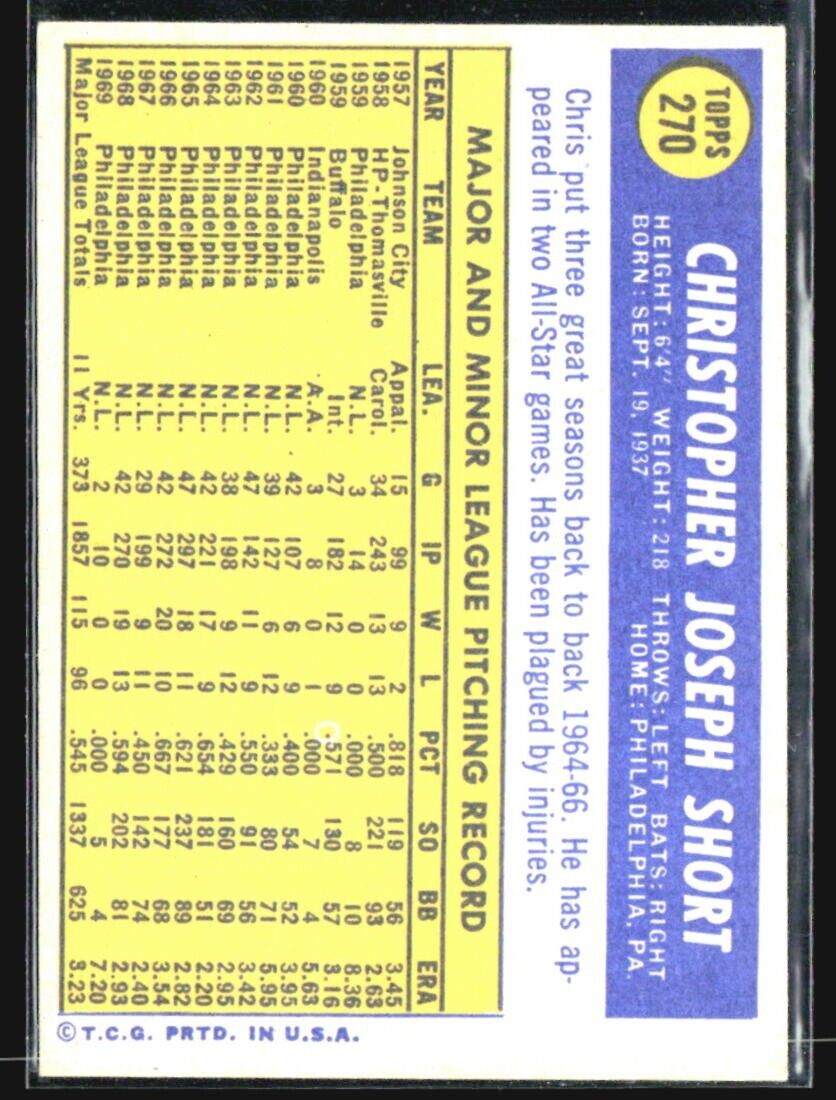 TOPPS
270
CHRISTOPHER JOSEPH SHORT
HEIGHT: 6'4" WEIGHT: 218 THROWS: LEFT BATS: RIGHT
BORN: SEPT. 19, 1937 HOME: PHILADELPHIA, PA.
Chris put three great seasons back to back 1964-66. He has ap-
peared in two All-Star games. Has been plagued by injuries.
MAJOR AND MINOR LEAGUE PITCHING RECORD
YEAR TEAM LEA. G IP W L PCT SO BB ERA
1957 Johnson City Appal. 15 99 9 2 .818 119 56 3.45
1958 HP-Thomasville Carol. 34 243 13 13 .500 221 93 2.63
1959 Philadelphia N.L. 3 14 0 0 .000 8 10 8.36
1959 Buffalo Int. 27 182 12 9 .571 130 57 3.16
1960 Indianapolis A.A. 3 8 0 1 .000 7 4 5.63
1960 Philadelphia N.L. 42 107 6 9 .400 54 52 3.95
1961 Philadelphia N.L. 39 127 6 12 .333 80 71 5.95
1962 Philadelphia N.L. 47 142 11 9 .550 91 56 3.42
1963 Philadelphia N.L. 38 198 9 12 .429 160 69 2.95
1964 Philadelphia N.L. 42 221 17 9 .654 181 51 2.20
1965 Philadelphia N.L. 47 297 18 11 .621 237 89 2.82
1966 Philadelphia N.L. 42 272 20 10 .667 177 68 3.54
1967 Philadelphia N.L. 29 199 9 11 .450 142 74 2.40
1968 Philadelphia N.L. 42 270 19 13 .594 202 81 2.93
1969 Philadelphia N.L. 2 10 0 0 .000 5 4 7.20
Major League Totals 11 Yrs. 373 1857 115 96 .545 1337 625 3.23
© T.C.G. PRTD. IN U.S.A.